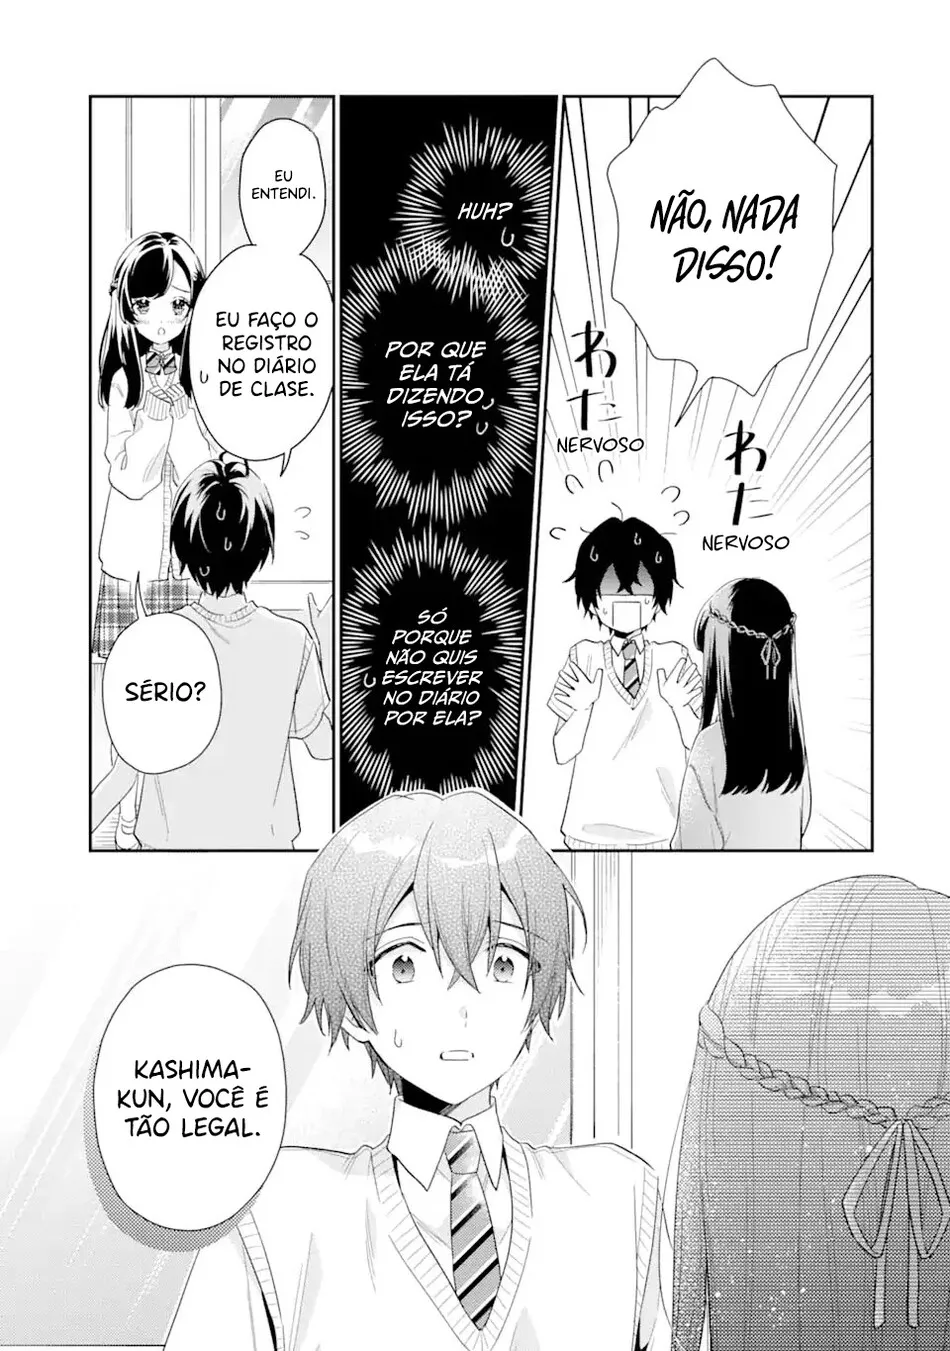 NÃO, NADA
DISSO!
わたた
NERVOSO
わたた
NERVOSO
HUH?
POR QUE
ELA TÁ
DIZENDO
ISSO?
SÓ
PORQUE
NÃO QUIS
ESCREVER
NO DIÁRIO
POR ELA?
EU
ENTENDI.
EU FAÇO O
REGISTRO
NO DIÁRIO
DE CLASE.
SÉRIO?
KASHIMA-
KUN, VOCÊ É
TÃO LEGAL.